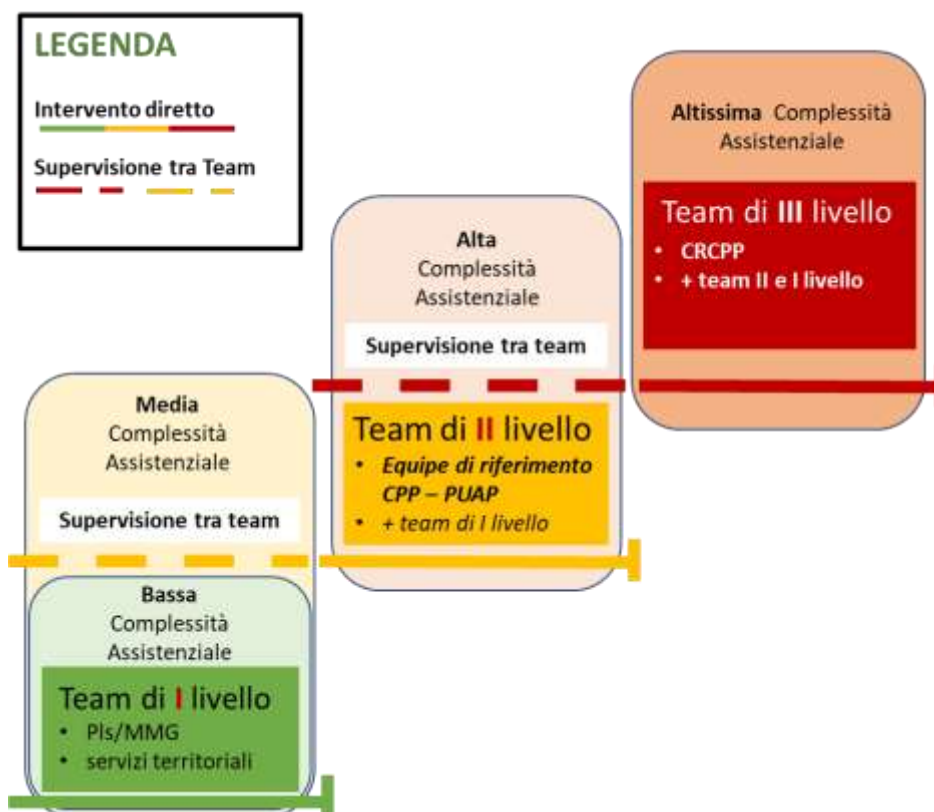 LEGENDA
Intervento diretto
Supervisione tra Team
Altissima Complessità
Assistenziale
Team di III livello
• CRCPP
• + team II e I livello
Alta
Complessità
Assistenziale
Supervisione tra team
Team di II livello
• Equipe di riferimento
CPP – PUAP
• + team di I livello
Media
Complessità
Assistenziale
Supervisione tra team
Bassa
Complessità
Assistenziale
Team di I livello
• Pls/MMG
• servizi territoriali